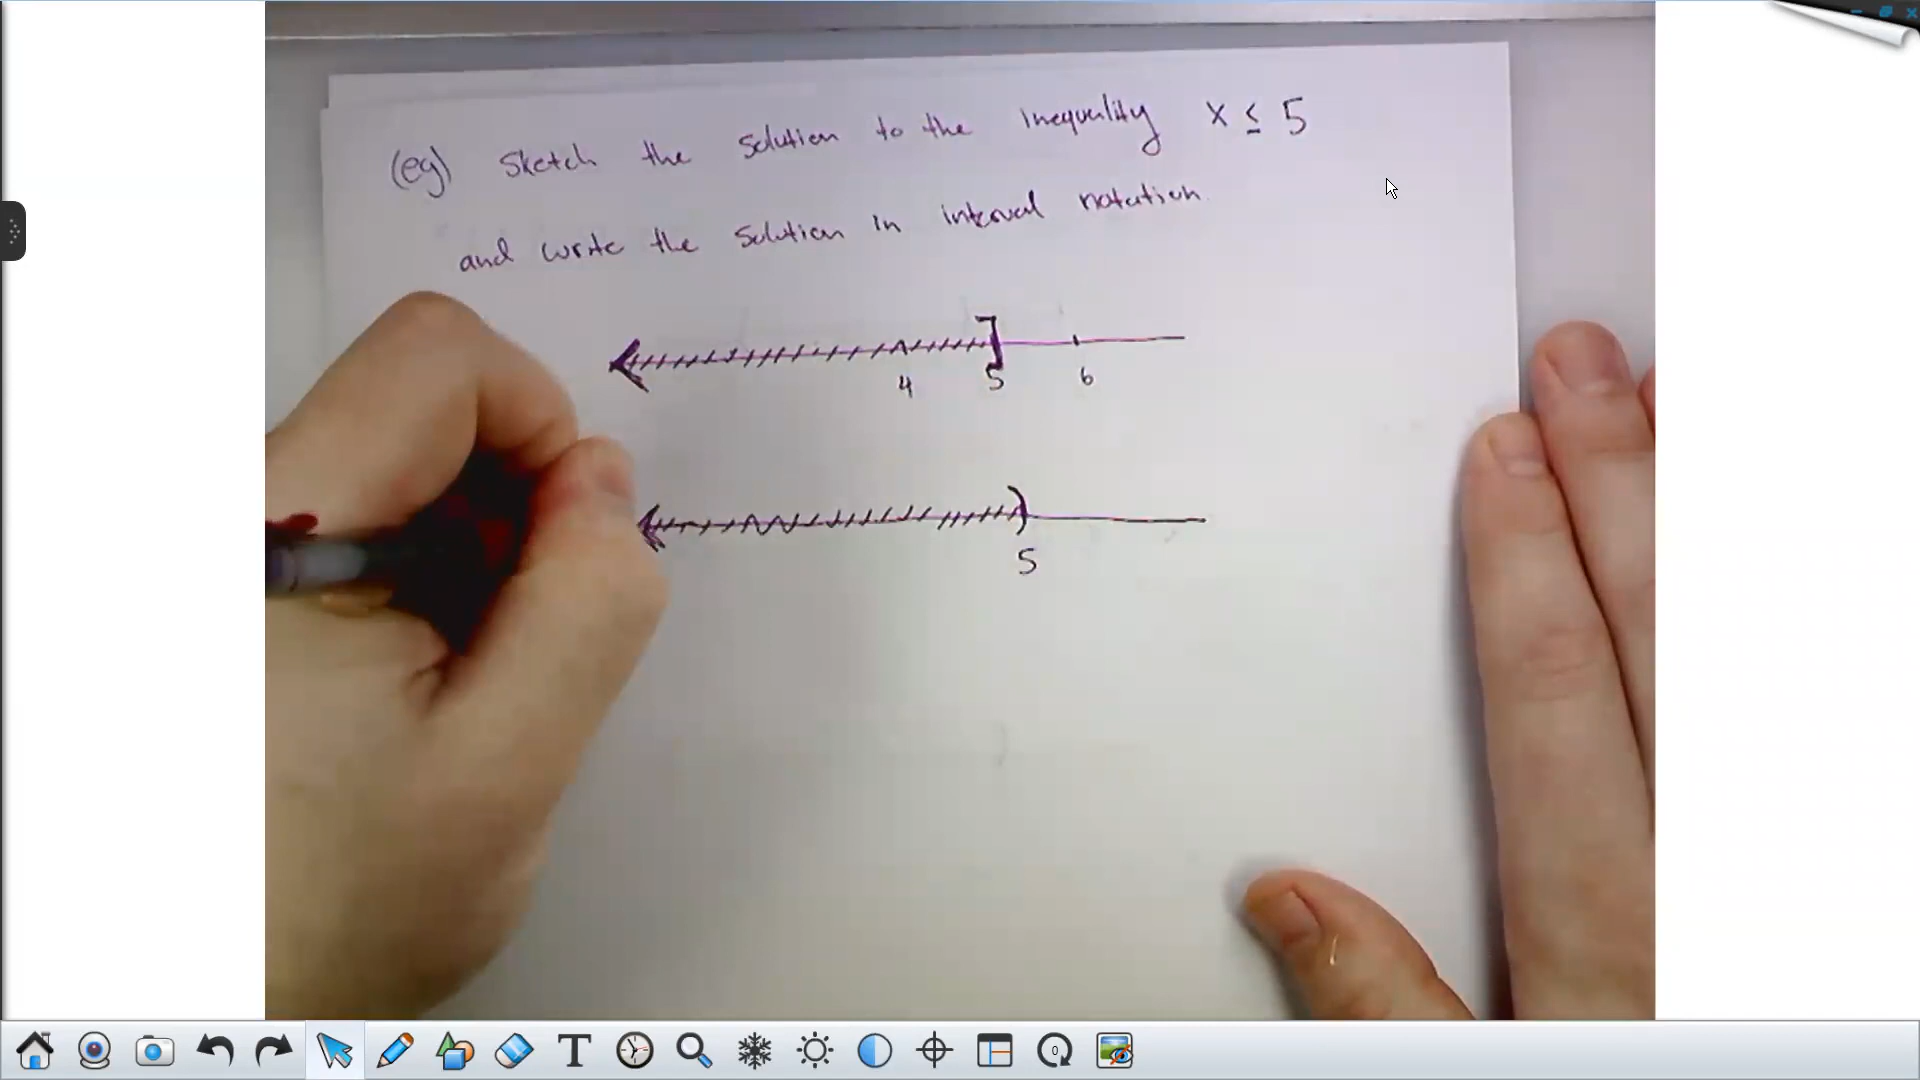 (eg) Sketch the solution to the inequality x ≤ 5
and write the solution in interval notation.
4 5 6
5